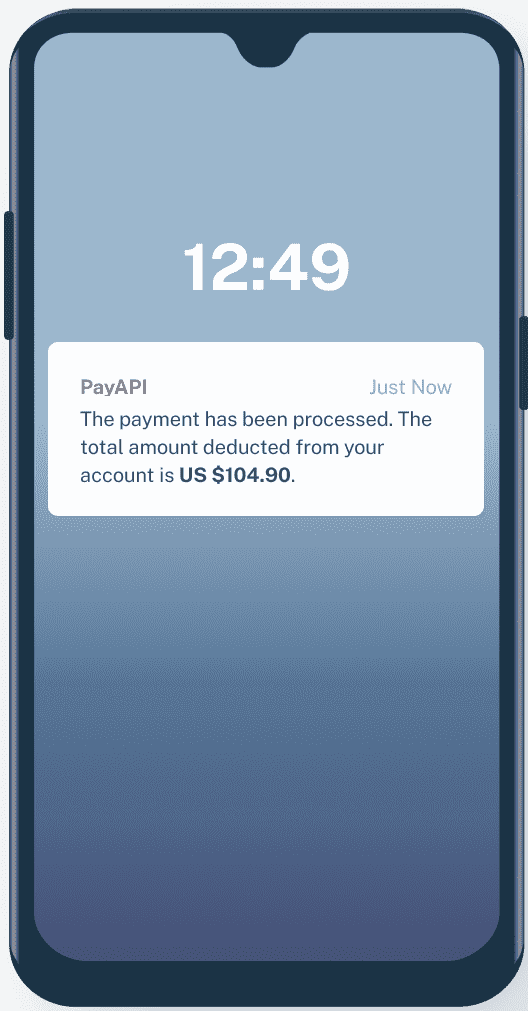 12:49
PayAPI Just Now
The payment has been processed. The
total amount deducted from your
account is US $104.90.